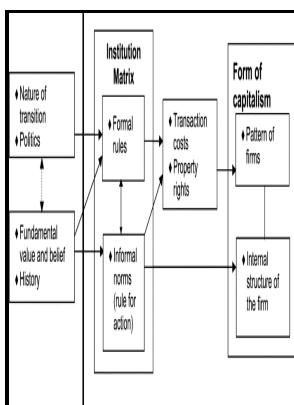 Institution
Matrix
♦ Formal
rules
♦ Informal
norms
(rule for
action)
♦ Nature of
transition
♦ Politics
♦ Fundamental
value and belief
♦ History
♦ Transaction
costs
♦ Property
rights
Form of
capitalism
♦ Pattern of
firms
♦ Internal
structure of
the firm